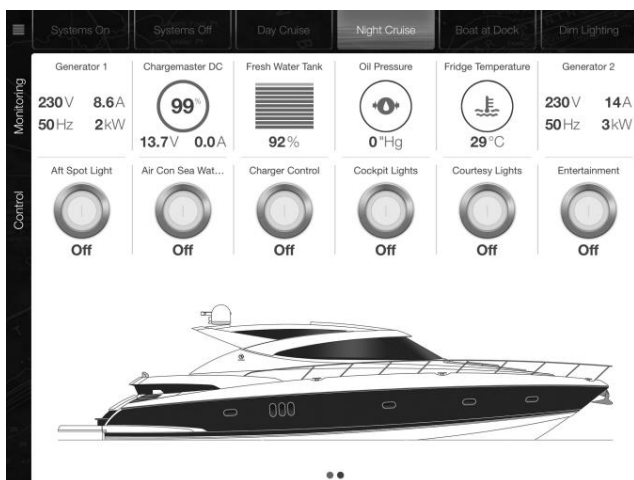 Systems On
Systems Off
Day Cruise
Night Cruise
Boat at Dock
Dim Lighting
Monitoring
Generator 1
230V 8.6A
50Hz 2kW
Chargemaster DC
99%
13.7V 0.0A
Fresh Water Tank
92%
Oil Pressure
0"Hg
Fridge Temperature
29°C
Generator 2
230V 14A
50Hz 3kW
Control
Aft Spot Light
Off
Air Con Sea Wat...
Off
Charger Control
Off
Cockpit Lights
Off
Courtesy Lights
Off
Entertainment
Off